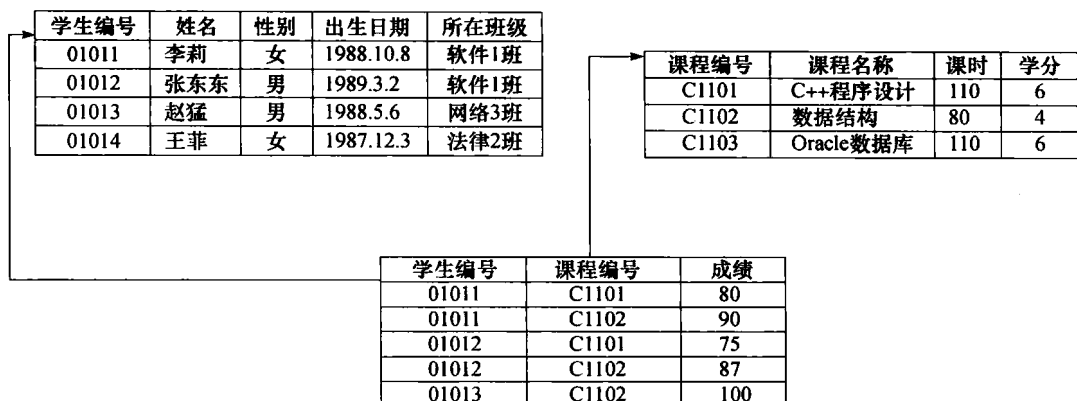 学生编号 姓名 性别 出生日期 所在班级
01011 李莉 女 1988.10.8 软件1班
01012 张东东 男 1989.3.2 软件1班
01013 赵猛 男 1988.5.6 网络3班
01014 王菲 女 1987.12.3 法律2班
课程编号 课程名称 课时 学分
C1101 C++程序设计 110 6
C1102 数据结构 80 4
C1103 Oracle数据库 110 6
学生编号 课程编号 成绩
01011 C1101 80
01011 C1102 90
01012 C1101 75
01012 C1102 87
01013 C1102 100